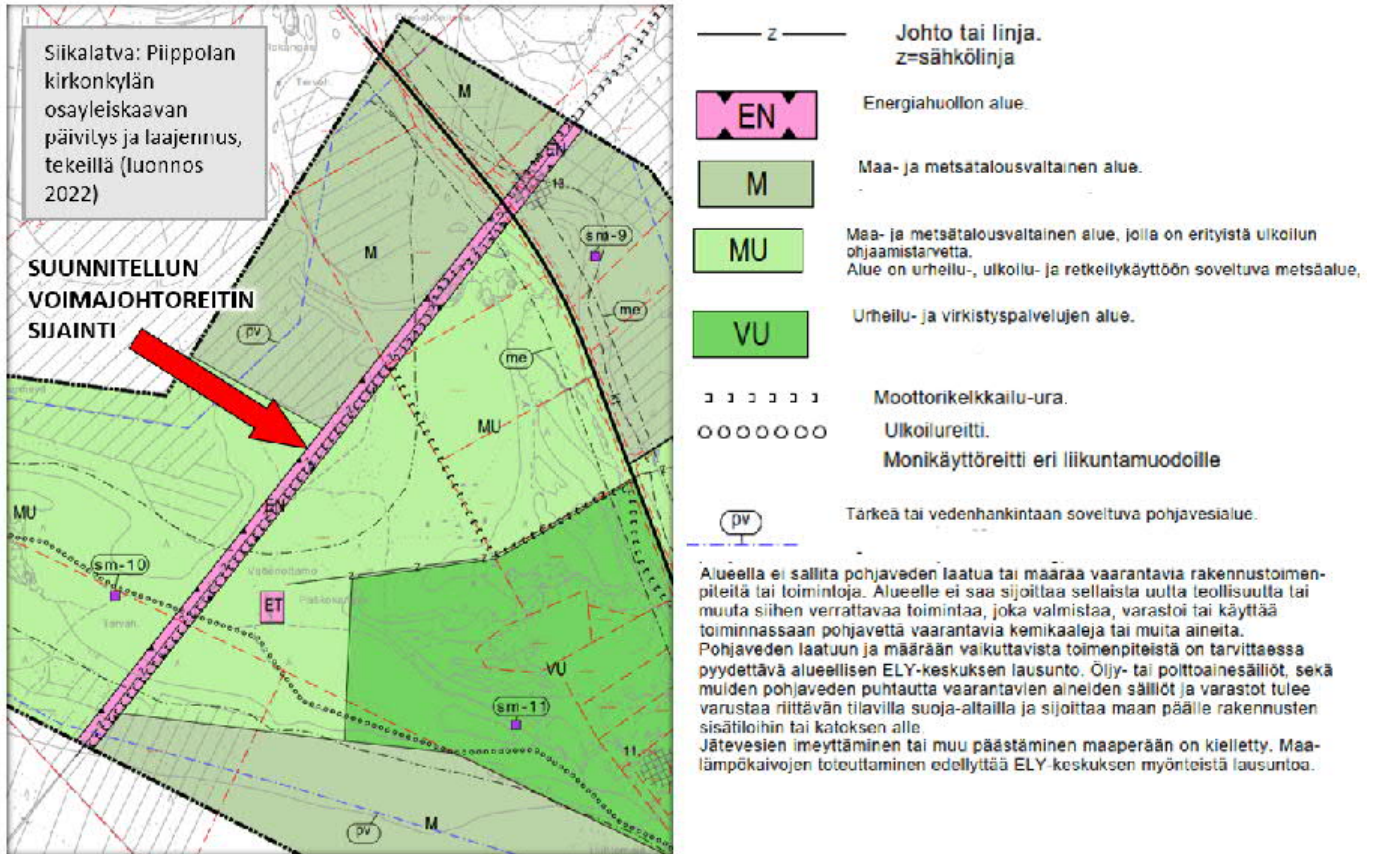 Siikalatva: Piippolan
kirkonkylän
osayleiskaavan
päivitys ja laajennus,
tekeillä (luonnos
2022)
SUUNNITELLUN
VOIMAJOHTOREITIN
SIJAINTI
M
EN
13
sm-9
M
pv
me
me
MU
EN
MU
sm-10
ET
VU
sm-11
11
pv
M
z
Johto tai linja.
z=sähkölinja
EN
Energiahuollon alue.
M
Maa- ja metsätalousvaltainen alue.
MU
Maa- ja metsätalousvaltainen alue, jolla on erityistä ulkoilun
ohjaamistarvetta.
Alue on urheilu-, ulkoilu- ja retkeilykäyttöön soveltuva metsäalue,
VU
Urheilu- ja virkistyspalvelujen alue.
Moottorikelkkailu-ura.
Ulkoilureitti.
Monikäyttöreitti eri liikuntamuodoille
pv
Tärkeä tai vedenhankintaan soveltuva pohjavesialue.
Alueella ei sallita pohjaveden laatua tai määrää vaarantavia rakennustoimen-
piteitä tai toimintoja. Alueelle ei saa sijoittaa sellaista uutta teollisuutta tai
muuta siihen verrattavaa toimintaa, joka valmistaa, varastoi tai käyttää
toiminnassaan pohjavettä vaarantavia kemikaaleja tai muita aineita.
Pohjaveden laatuun ja määrään vaikuttavista toimenpiteistä on tarvittaessa
pyydettävä alueellisen ELY-keskuksen lausunto. Öljy- tai polttoainesäiliöt, sekä
muiden pohjaveden puhtautta vaarantavien aineiden säiliöt ja varastot tulee
varustaa riittävän tilavilla suoja-altailla ja sijoittaa maan päälle rakennusten
sisätiloihin tai katoksen alle.
Jätevesien imeyttäminen tai muu päästäminen maaperään on kielletty. Maa-
lämpökaivojen toteuttaminen edellyttää ELY-keskuksen myönteistä lausuntoa.